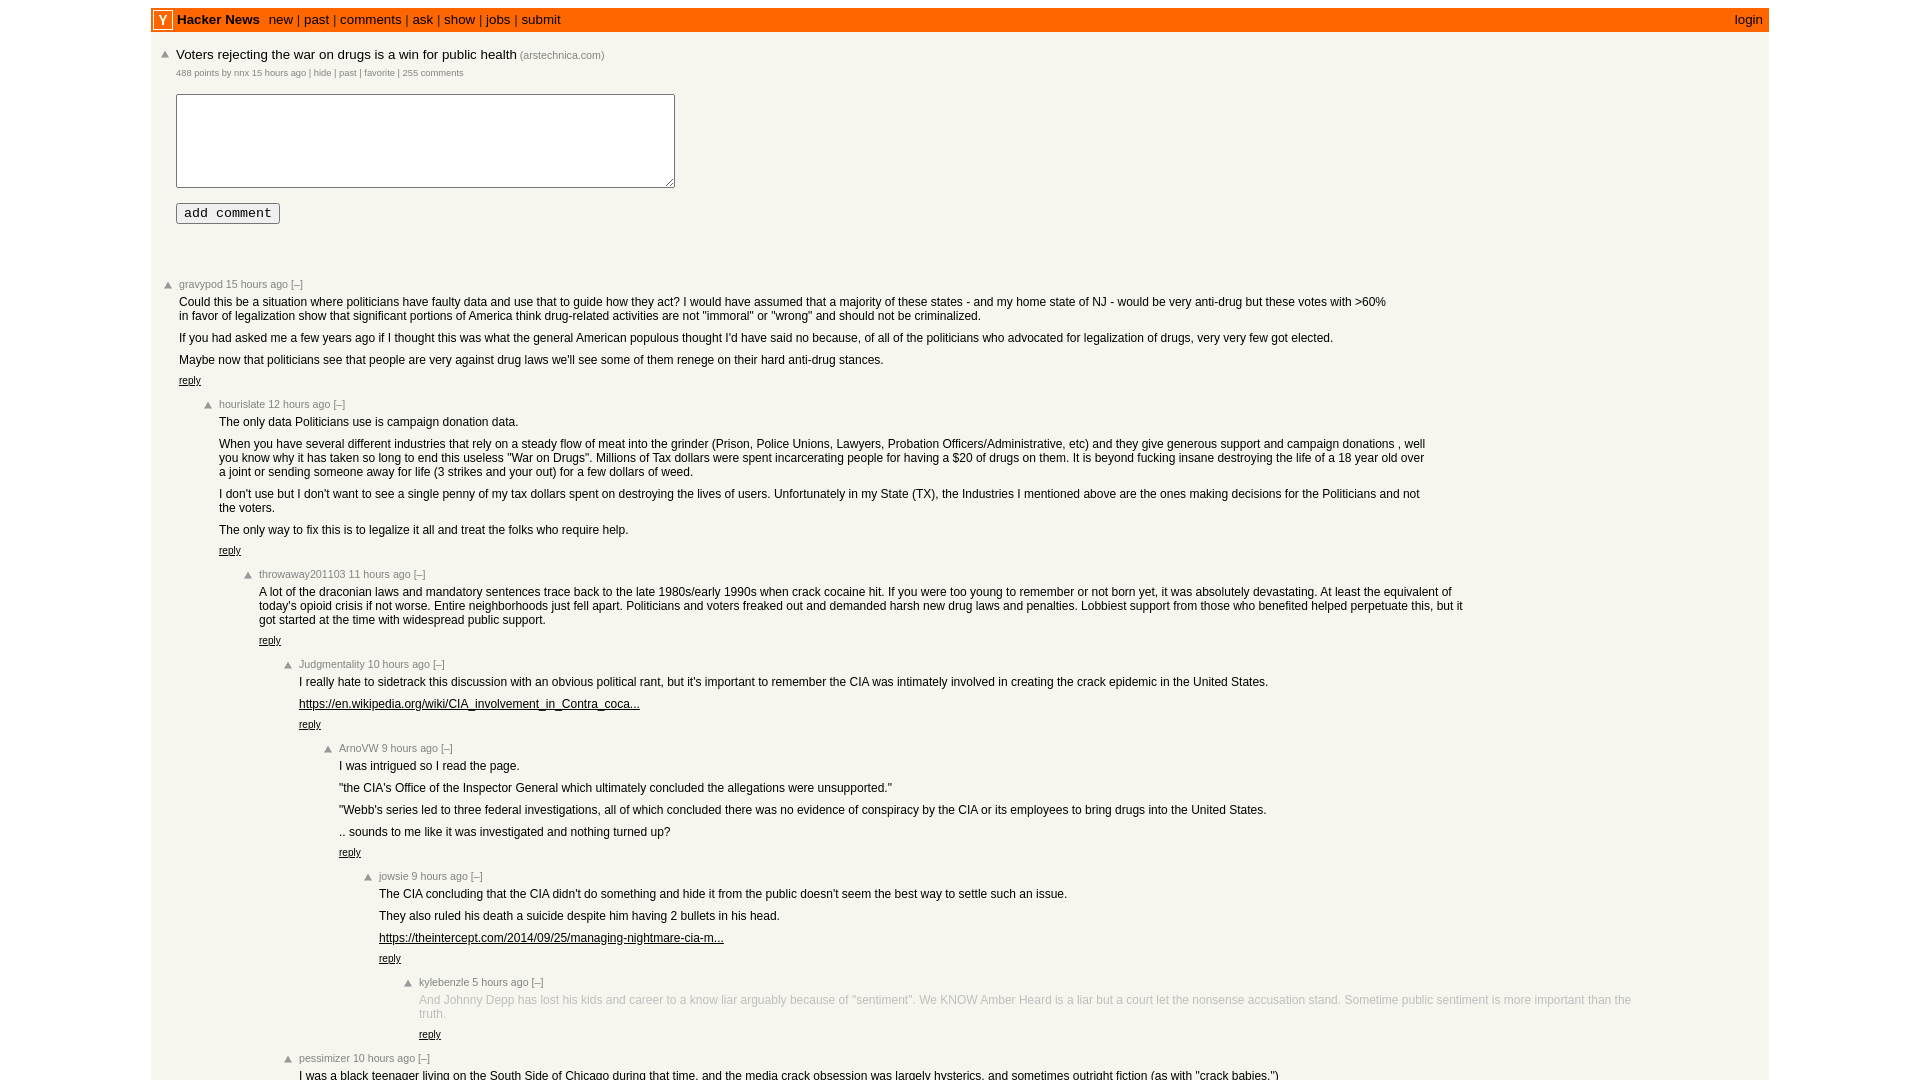 Y Hacker News new | past | comments | ask | show | jobs | submit login
Voters rejecting the war on drugs is a win for public health (arstechnica.com)
488 points by nnx 15 hours ago | hide | past | favorite | 255 comments
add comment
gravypod 15 hours ago [–]
Could this be a situation where politicians have faulty data and use that to guide how they act? I would have assumed that a majority of these states - and my home state of NJ - would be very anti-drug but these votes with >60%
in favor of legalization show that significant portions of America think drug-related activities are not "immoral" or "wrong" and should not be criminalized.
If you had asked me a few years ago if I thought this was what the general American populous thought I'd have said no because, of all of the politicians who advocated for legalization of drugs, very very few got elected.
Maybe now that politicians see that people are very against drug laws we'll see some of them renege on their hard anti-drug stances.
reply
hourislate 12 hours ago [–]
The only data Politicians use is campaign donation data.
When you have several different industries that rely on a steady flow of meat into the grinder (Prison, Police Unions, Lawyers, Probation Officers/Administrative, etc) and they give generous support and campaign donations , well
you know why it has taken so long to end this useless "War on Drugs". Millions of Tax dollars were spent incarcerating people for having a $20 of drugs on them. It is beyond fucking insane destroying the life of a 18 year old over
a joint or sending someone away for life (3 strikes and your out) for a few dollars of weed.
I don't use but I don't want to see a single penny of my tax dollars spent on destroying the lives of users. Unfortunately in my State (TX), the Industries I mentioned above are the ones making decisions for the Politicians and not
the voters.
The only way to fix this is to legalize it all and treat the folks who require help.
reply
throwaway201103 11 hours ago [–]
A lot of the draconian laws and mandatory sentences trace back to the late 1980s/early 1990s when crack cocaine hit. If you were too young to remember or not born yet, it was absolutely devastating. At least the equivalent of
today's opioid crisis if not worse. Entire neighborhoods just fell apart. Politicians and voters freaked out and demanded harsh new drug laws and penalties. Lobbiest support from those who benefited helped perpetuate this, but it
got started at the time with widespread public support.
reply
Judgmentality 10 hours ago [–]
I really hate to sidetrack this discussion with an obvious political rant, but it's important to remember the CIA was intimately involved in creating the crack epidemic in the United States.
https://en.wikipedia.org/wiki/CIA_involvement_in_Contra_coca...
reply
ArnoVW 9 hours ago [–]
I was intrigued so I read the page.
"the CIA's Office of the Inspector General which ultimately concluded the allegations were unsupported."
"Webb's series led to three federal investigations, all of which concluded there was no evidence of conspiracy by the CIA or its employees to bring drugs into the United States.
.. sounds to me like it was investigated and nothing turned up?
reply
jowsie 9 hours ago [–]
The CIA concluding that the CIA didn't do something and hide it from the public doesn't seem the best way to settle such an issue.
They also ruled his death a suicide despite him having 2 bullets in his head.
https://theintercept.com/2014/09/25/managing-nightmare-cia-m...
reply
kylebenzle 5 hours ago [–]
And Johnny Depp has lost his kids and career to a know liar arguably because of "sentiment". We KNOW Amber Heard is a liar but a court let the nonsense accusation stand. Sometime public sentiment is more important than the
truth.
reply
pessimizer 10 hours ago [–]
I was a black teenager living on the South Side of Chicago during that time, and the media crack obsession was largely hysterics, and sometimes outright fiction (as with "crack babies.")